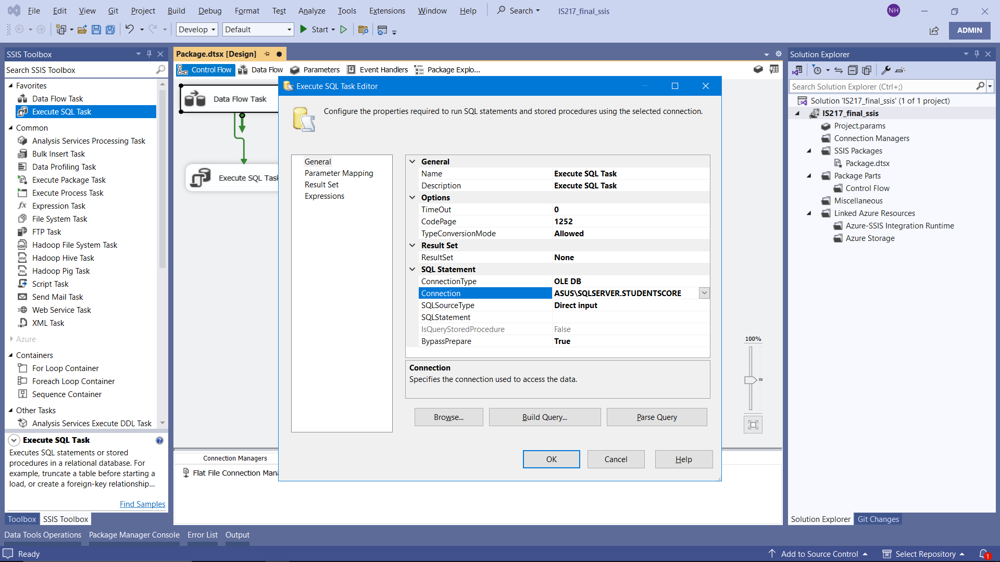 File Edit View Git Project Build Debug Format Test Analyze Tools Extensions Window Help Search IS217_final_ssis NH
Develop Default Start ADMIN
SSIS Toolbox
Search SSIS Toolbox
Favorites
Data Flow Task
Execute SQL Task
Common
Analysis Services Processing Task
Bulk Insert Task
Data Profiling Task
Execute Package Task
Execute Process Task
Expression Task
File System Task
FTP Task
Hadoop File System Task
Hadoop Hive Task
Hadoop Pig Task
Script Task
Send Mail Task
Web Service Task
XML Task
Azure
Containers
For Loop Container
Foreach Loop Container
Sequence Container
Other Tasks
Analysis Services Execute DDL Task
Execute SQL Task
Executes SQL statements or stored
procedures in a relational database. For
example, truncate a table before starting a
load, or create a foreign-key relationship...
Find Samples
Toolbox SSIS Toolbox
Package.dtsx [Design]
Control Flow Data Flow Parameters Event Handlers Package Explo...
Data Flow Task
Execute SQL Task
Execute SQL Task Editor
Configure the properties required to run SQL statements and stored procedures using the selected connection.
General
Parameter Mapping
Result Set
Expressions
General
Name Execute SQL Task
Description Execute SQL Task
Options
TimeOut 0
CodePage 1252
TypeConversionMode Allowed
Result Set
ResultSet None
SQL Statement
ConnectionType OLE DB
Connection ASUS\SQLSERVER.STUDENTSCORE
SQLSourceType Direct input
SQLStatement
IsQueryStoredProcedure False
BypassPrepare True
Connection
Specifies the connection used to access the data.
Browse... Build Query... Parse Query
OK Cancel Help
100%
Connection Managers
Flat File Connection Mana
Solution Explorer
Search Solution Explorer (Ctrl+;)
Solution 'IS217_final_ssis' (1 of 1 project)
IS217_final_ssis
Project.params
Connection Managers
SSIS Packages
Package.dtsx
Package Parts
Control Flow
Miscellaneous
Linked Azure Resources
Azure-SSIS Integration Runtime
Azure Storage
Solution Explorer Git Changes
Data Tools Operations Package Manager Console Error List Output
Ready Add to Source Control Select Repository 1